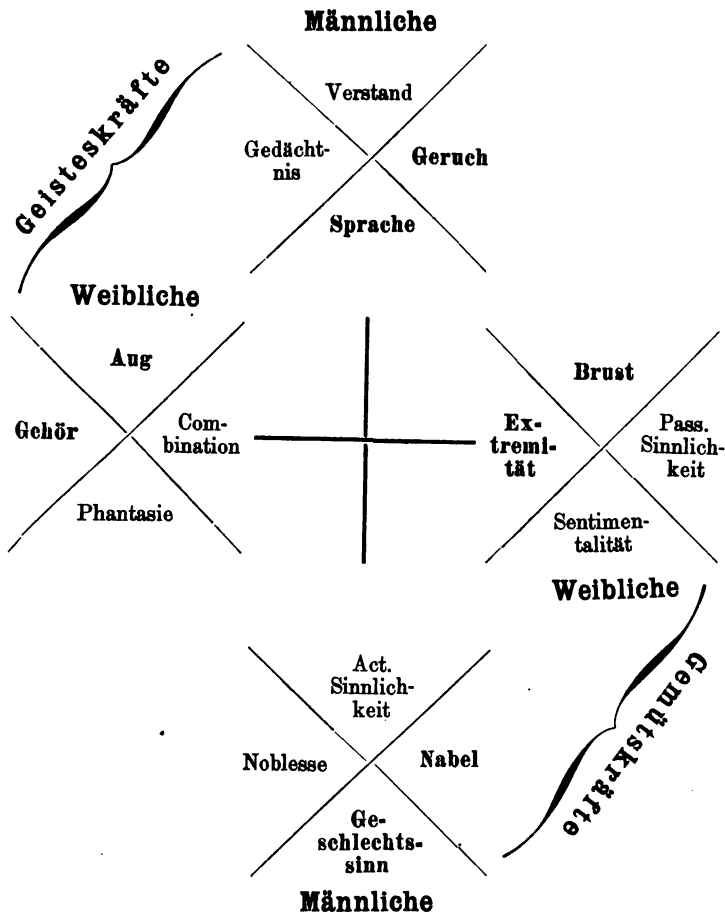 Männliche
Geisteskräfte
Verstand
Gedächt-
nis
Geruch
Sprache
Weibliche
Aug
Gehör
Com-
bination
Phantasie
Brust
Ex-
tremi-
tät
Pass.
Sinnlich-
keit
Sentimen-
talität
Weibliche
Gemütskräfte
Act.
Sinnlich-
keit
Noblesse
Nabel
Ge-
schlechts-
sinn
Männliche